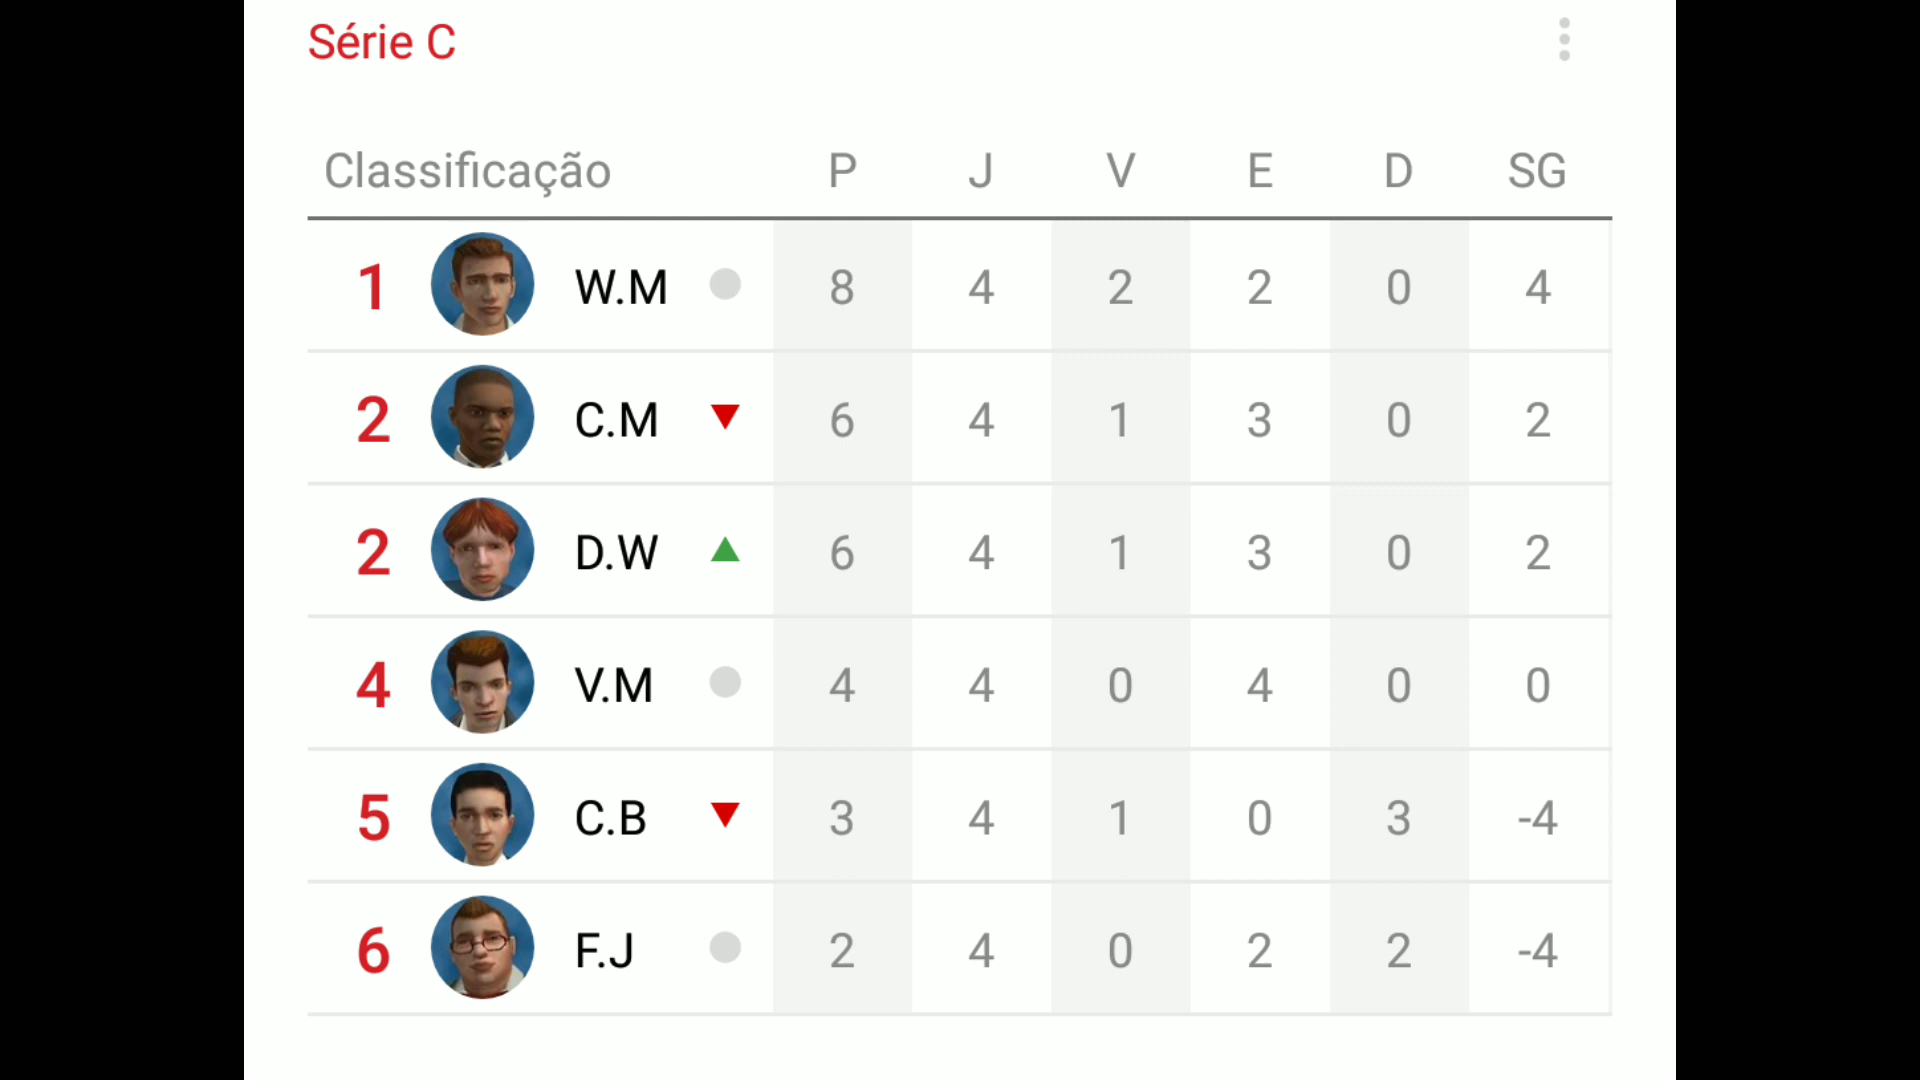 Série C
Classificação P J V E D SG
1 W.M 8 4 2 2 0 4
2 C.M 6 4 1 3 0 2
2 D.W 6 4 1 3 0 2
4 V.M 4 4 0 4 0 0
5 C.B 3 4 1 0 3 -4
6 F.J 2 4 0 2 2 -4